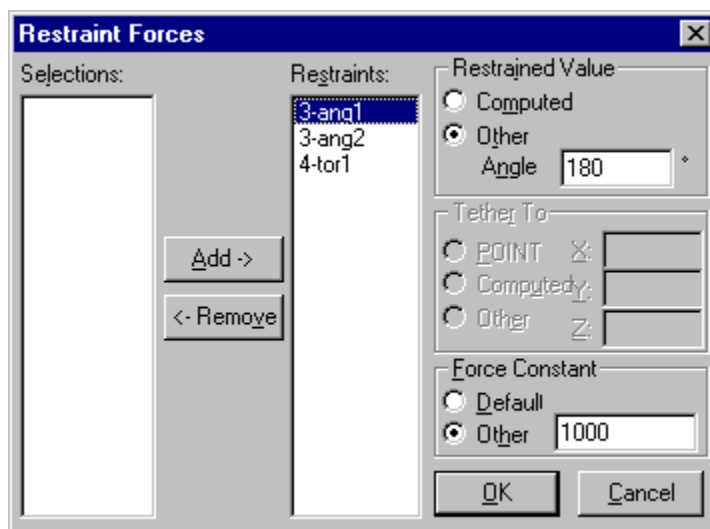 Restraint Forces
Selections:
Restraints:
3-ang1
3-ang2
4-tor1
Add ->
<- Remove
Restrained Value
Computed
Other
Angle 180 °
Tether To
POINT X:
Computed Y:
Other Z:
Force Constant
Default
Other 1000
OK
Cancel